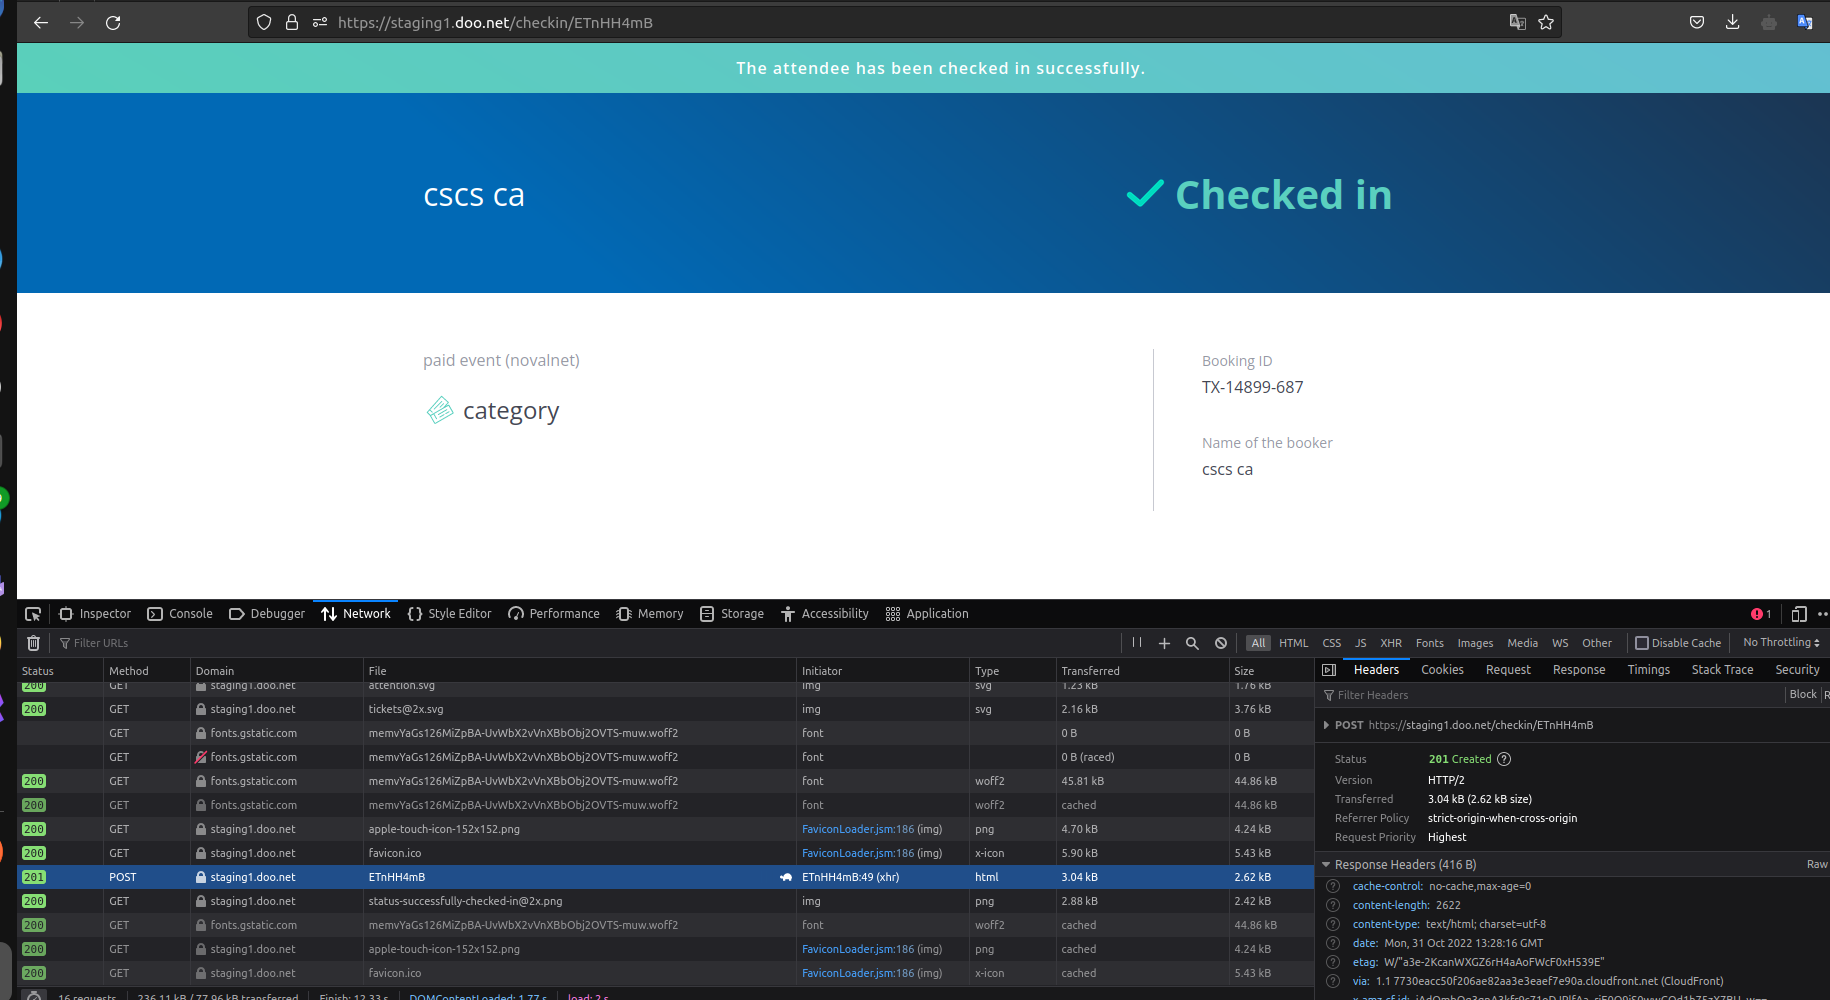 https://staging1.doo.net/checkin/ETnHH4mB
The attendee has been checked in successfully.
cscs ca
Checked in
paid event (novalnet)
category
Booking ID
TX-14899-687
Name of the booker
cscs ca
Inspector Console Debugger Network Style Editor Performance Memory Storage Accessibility Application 1
Filter URLs All HTML CSS JS XHR Fonts Images Media WS Other Disable Cache No Throttling
Status Method Domain File Initiator Type Transferred Size
200 GET staging1.doo.net attention.svg img svg 1.23 kB 1.76 kB
200 GET staging1.doo.net tickets@2x.svg img svg 2.16 kB 3.76 kB
GET fonts.gstatic.com memvYaGs126MiZpBA-UvWbX2vVnXBbObj2OVTS-muw.woff2 font 0 B 0 B
GET fonts.gstatic.com memvYaGs126MiZpBA-UvWbX2vVnXBbObj2OVTS-muw.woff2 font 0 B (raced) 0 B
200 GET fonts.gstatic.com memvYaGs126MiZpBA-UvWbX2vVnXBbObj2OVTS-muw.woff2 font woff2 45.81 kB 44.86 kB
200 GET fonts.gstatic.com memvYaGs126MiZpBA-UvWbX2vVnXBbObj2OVTS-muw.woff2 font woff2 cached 44.86 kB
200 GET staging1.doo.net apple-touch-icon-152x152.png FaviconLoader.jsm:186 (img) png 4.70 kB 4.24 kB
200 GET staging1.doo.net favicon.ico FaviconLoader.jsm:186 (img) x-icon 5.90 kB 5.43 kB
201 POST staging1.doo.net ETnHH4mB ETnHH4mB:49 (xhr) html 3.04 kB 2.62 kB
200 GET staging1.doo.net status-successfully-checked-in@2x.png img png 2.88 kB 2.42 kB
200 GET fonts.gstatic.com memvYaGs126MiZpBA-UvWbX2vVnXBbObj2OVTS-muw.woff2 font woff2 cached 44.86 kB
200 GET staging1.doo.net apple-touch-icon-152x152.png FaviconLoader.jsm:186 (img) png cached 4.24 kB
200 GET staging1.doo.net favicon.ico FaviconLoader.jsm:186 (img) x-icon cached 5.43 kB
16 requests 236.11 kB / 77.96 kB transferred Finish: 12.33 s DOMContentLoaded: 1.77 s load: 2 s
Headers Cookies Request Response Timings Stack Trace Security
Filter Headers Block
POST https://staging1.doo.net/checkin/ETnHH4mB
Status 201 Created
Version HTTP/2
Transferred 3.04 kB (2.62 kB size)
Referrer Policy strict-origin-when-cross-origin
Request Priority Highest
Response Headers (416 B) Raw
cache-control: no-cache,max-age=0
content-length: 2622
content-type: text/html; charset=utf-8
date: Mon, 31 Oct 2022 13:28:16 GMT
etag: W/"a3e-2KcanWXGZ6rH4aAoFWcF0xH539E"
via: 1.1 7730eacc50f206ae82aa3e3eaef7e90a.cloudfront.net (CloudFront)